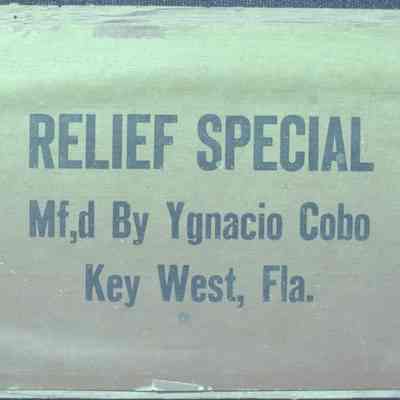 RELIEF SPECIAL
Mf,d By Ygnacio Cobo
Key West, Fla.